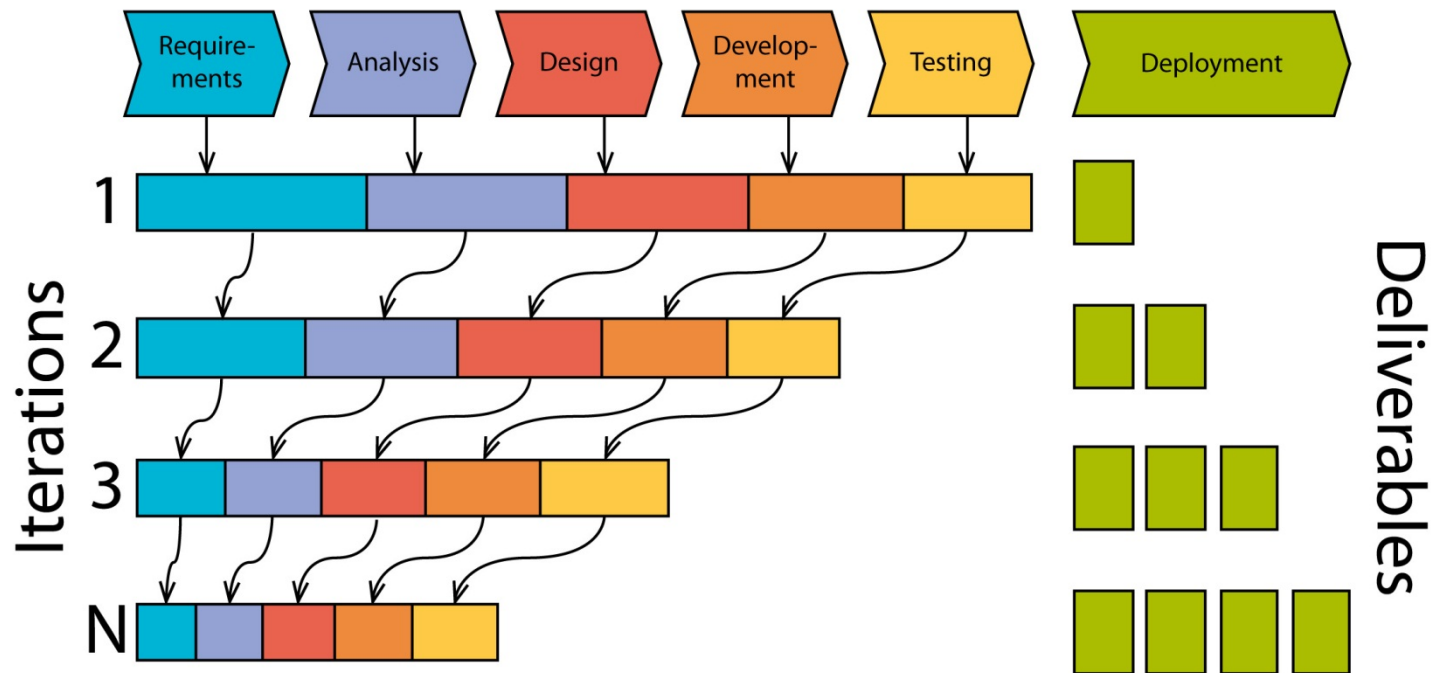 Require-
ments
Analysis
Design
Develop-
ment
Testing
Deployment
Iterations
1
2
3
N
Deliverables